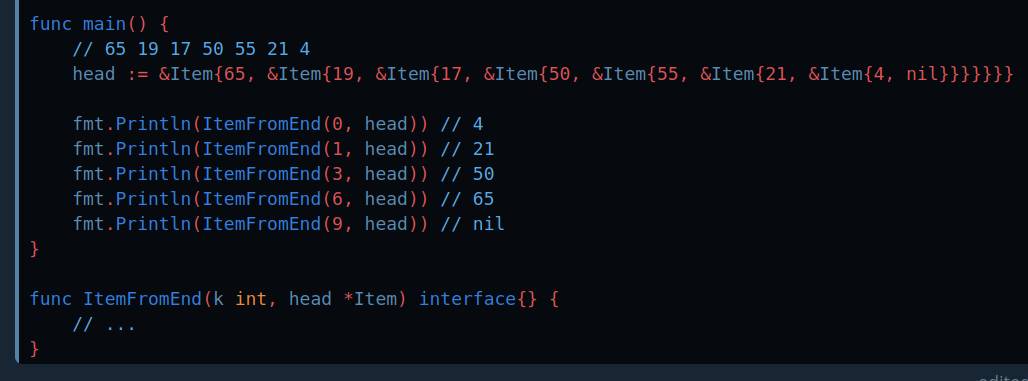 func main() {
    // 65 19 17 50 55 21 4
    head := &Item{65, &Item{19, &Item{17, &Item{50, &Item{55, &Item{21, &Item{4, nil}}}}}}}

    fmt.Println(ItemFromEnd(0, head)) // 4
    fmt.Println(ItemFromEnd(1, head)) // 21
    fmt.Println(ItemFromEnd(3, head)) // 50
    fmt.Println(ItemFromEnd(6, head)) // 65
    fmt.Println(ItemFromEnd(9, head)) // nil
}

func ItemFromEnd(k int, head *Item) interface{} {
    // ...
}